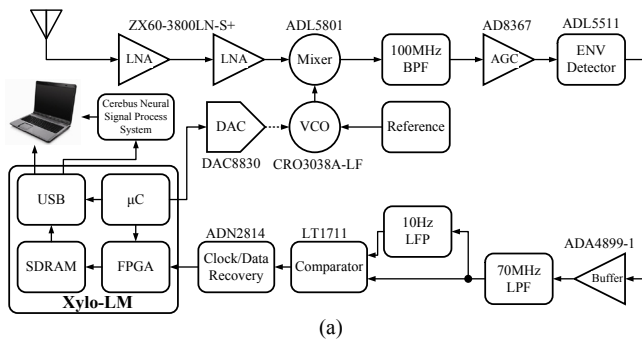 ZX60-3800LN-S+
ADL5801
AD8367
ADL5511
LNA
LNA
Mixer
100MHz
BPF
AGC
ENV
Detector
Cerebus Neural
Signal Process
System
DAC
VCO
Reference
DAC8830
CRO3038A-LF
USB
μC
ADN2814
LT1711
10Hz
LFP
ADA4899-1
SDRAM
FPGA
Clock/Data
Recovery
Comparator
70MHz
LPF
Buffer
Xylo-LM
(a)